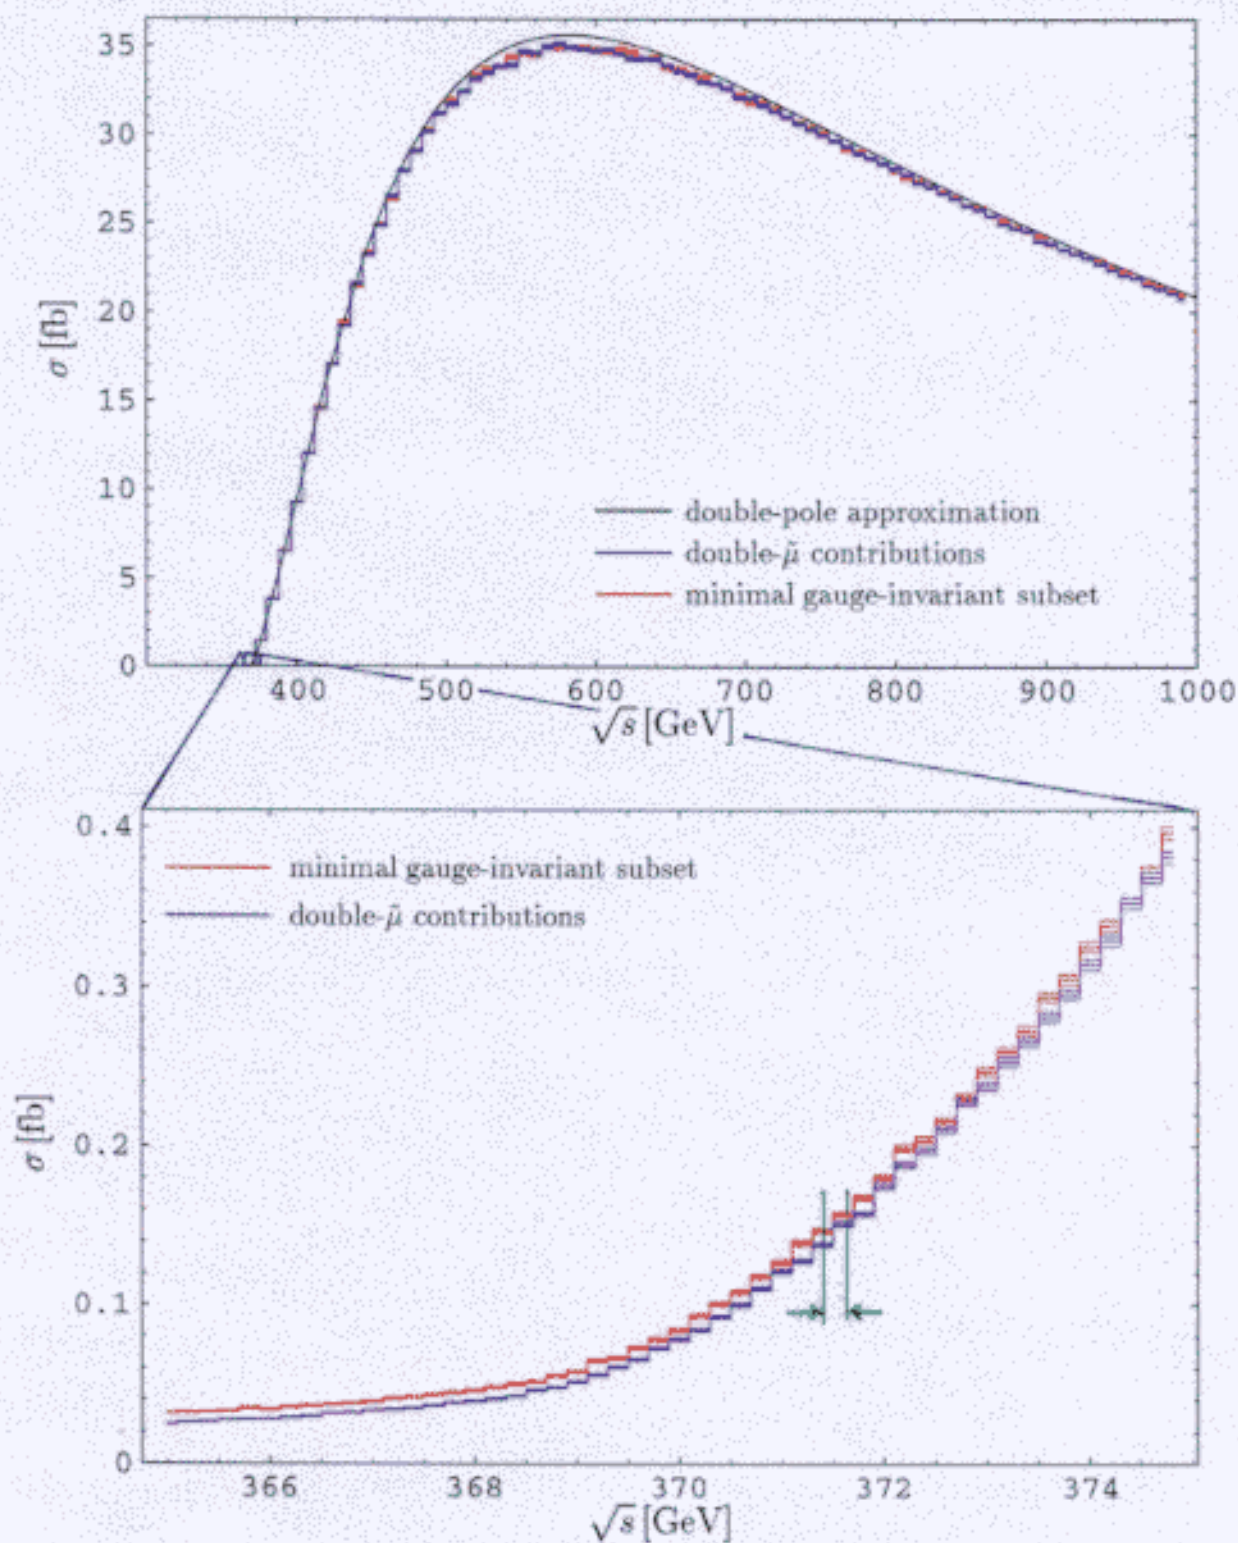 35
30
25
20
15
10
5
0
σ [fb]
double-pole approximation
double-μ̃ contributions
minimal gauge-invariant subset
400 500 600 700 800 900 1000
√s [GeV]
0.4
0.3
0.2
0.1
0
σ [fb]
minimal gauge-invariant subset
double-μ̃ contributions
366 368 370 372 374
√s [GeV]